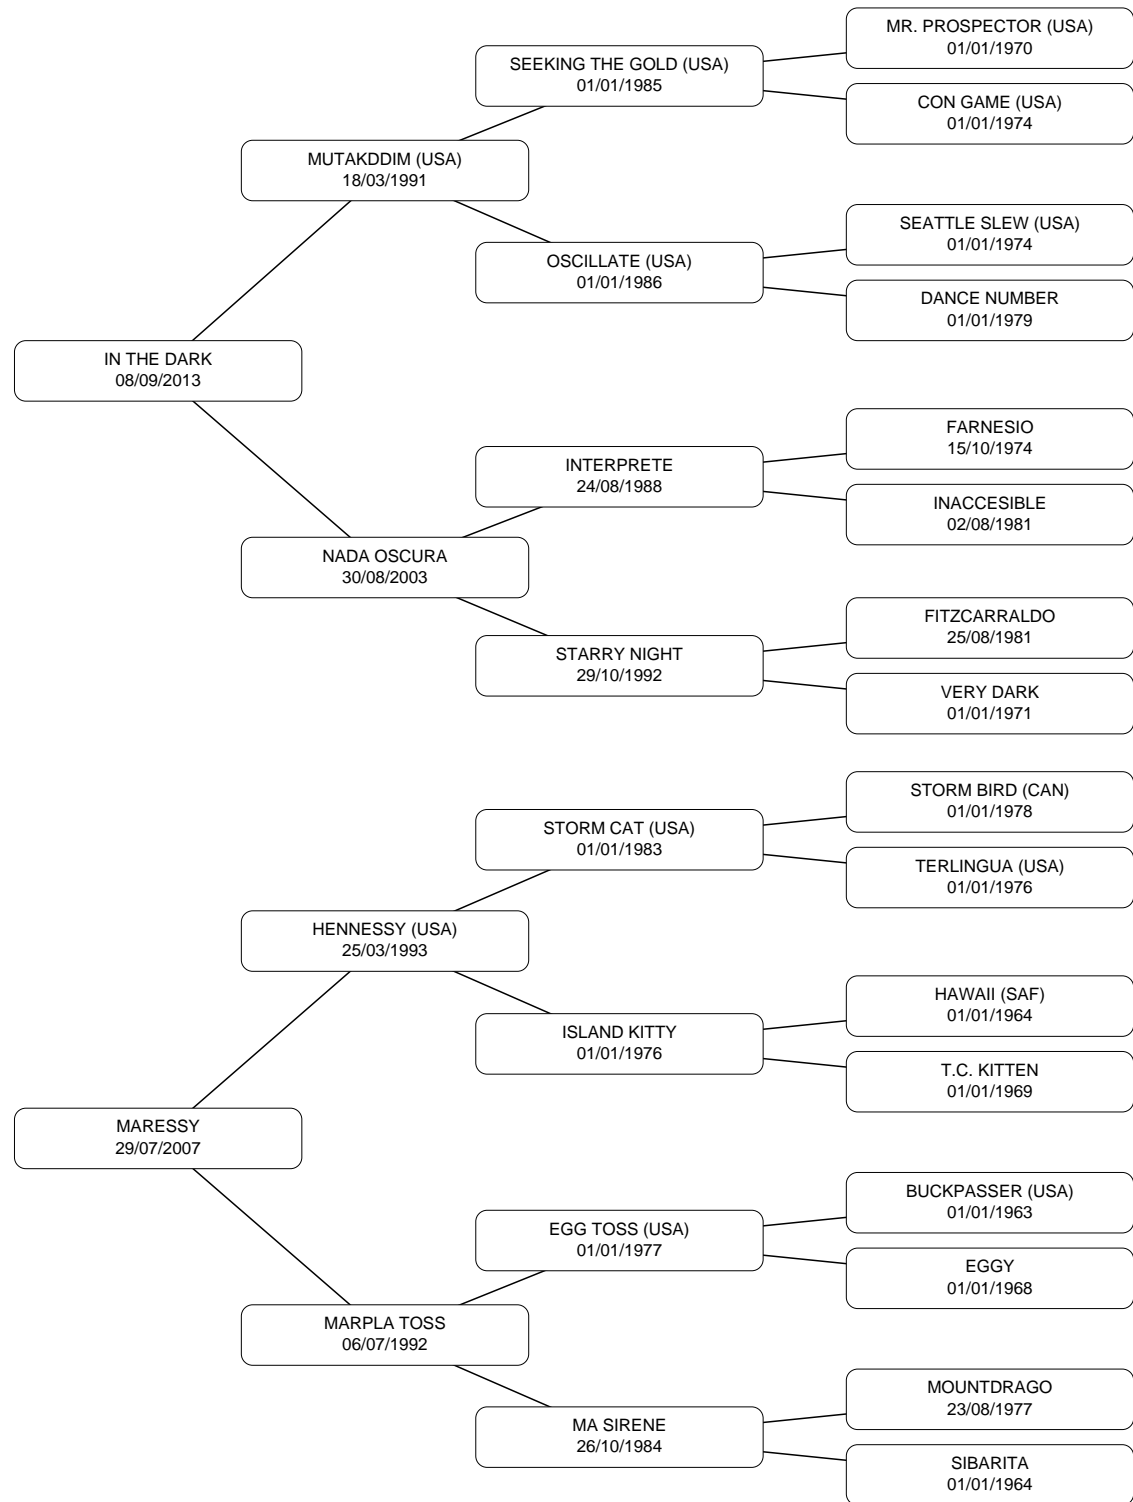 MR. PROSPECTOR (USA)
01/01/1970
SEEKING THE GOLD (USA)
01/01/1985
CON GAME (USA)
01/01/1974
MUTAKDDIM (USA)
18/03/1991
SEATTLE SLEW (USA)
01/01/1974
OSCILLATE (USA)
01/01/1986
DANCE NUMBER
01/01/1979
IN THE DARK
08/09/2013
FARNESIO
15/10/1974
INTERPRETE
24/08/1988
INACCESIBLE
02/08/1981
NADA OSCURA
30/08/2003
FITZCARRALDO
25/08/1981
STARRY NIGHT
29/10/1992
VERY DARK
01/01/1971
STORM BIRD (CAN)
01/01/1978
STORM CAT (USA)
01/01/1983
TERLINGUA (USA)
01/01/1976
HENNESSY (USA)
25/03/1993
HAWAII (SAF)
01/01/1964
ISLAND KITTY
01/01/1976
T.C. KITTEN
01/01/1969
MARESSY
29/07/2007
BUCKPASSER (USA)
01/01/1963
EGG TOSS (USA)
01/01/1977
EGGY
01/01/1968
MARPLA TOSS
06/07/1992
MOUNTDRAGO
23/08/1977
MA SIRENE
26/10/1984
SIBARITA
01/01/1964